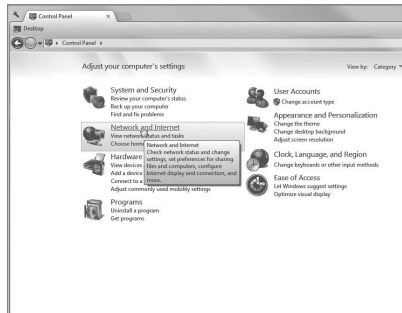 Control Panel
Desktop
Control Panel
Adjust your computer's settings
View by: Category
System and Security
Review your computer's status
Back up your computer
Find and fix problems
Network and Internet
View network status and tasks
Choose home
Network and Internet
Check network status and change
settings, set preferences for sharing
files and computers, configure
Internet display and connection, and
more.
Hardware
View devices
Add a device
Connect to a
Adjust commonly used mobility settings
Programs
Uninstall a program
Get programs
User Accounts
Change account type
Appearance and Personalization
Change the theme
Change desktop background
Adjust screen resolution
Clock, Language, and Region
Change keyboards or other input methods
Ease of Access
Let Windows suggest settings
Optimize visual display